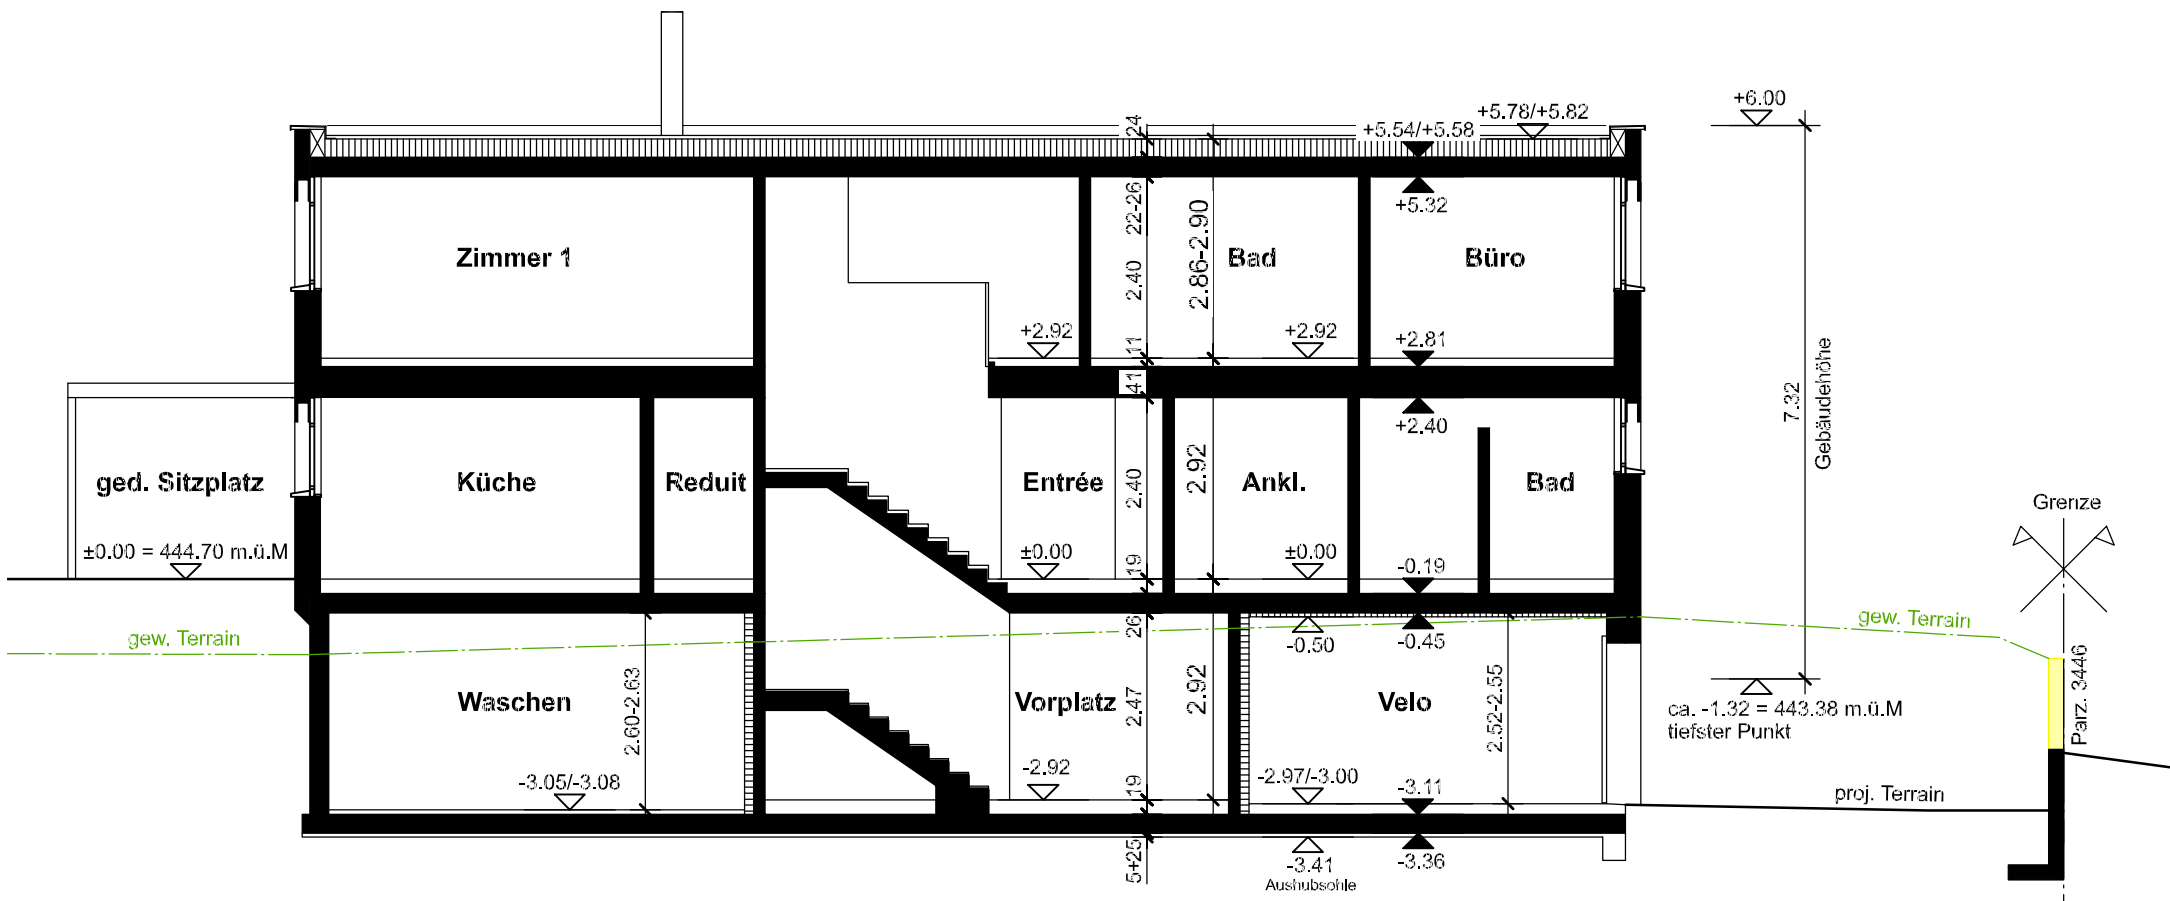 +6.00
+5.78/+5.82
+5.54/+5.58
24
+5.32
22-26
2.86-2.90
Zimmer 1
Bad
Büro
2.40
+2.92
+2.92
+2.81
11
41
7.32
Gebäudehöhe
+2.40
ged. Sitzplatz
Küche
Reduit
Entrée
2.40
2.92
Ankl.
Bad
Grenze
±0.00 = 444.70 m.ü.M
±0.00
±0.00
-0.19
19
gew. Terrain
26
-0.50
-0.45
gew. Terrain
Waschen
2.60-2.63
Vorplatz
2.47
2.92
Velo
2.52-2.55
ca. -1.32 = 443.38 m.ü.M
tiefster Punkt
Parz. 3446
-3.05/-3.08
-2.92
19
-2.97/-3.00
-3.11
proj. Terrain
5+25
-3.41
Aushubsohle
-3.36